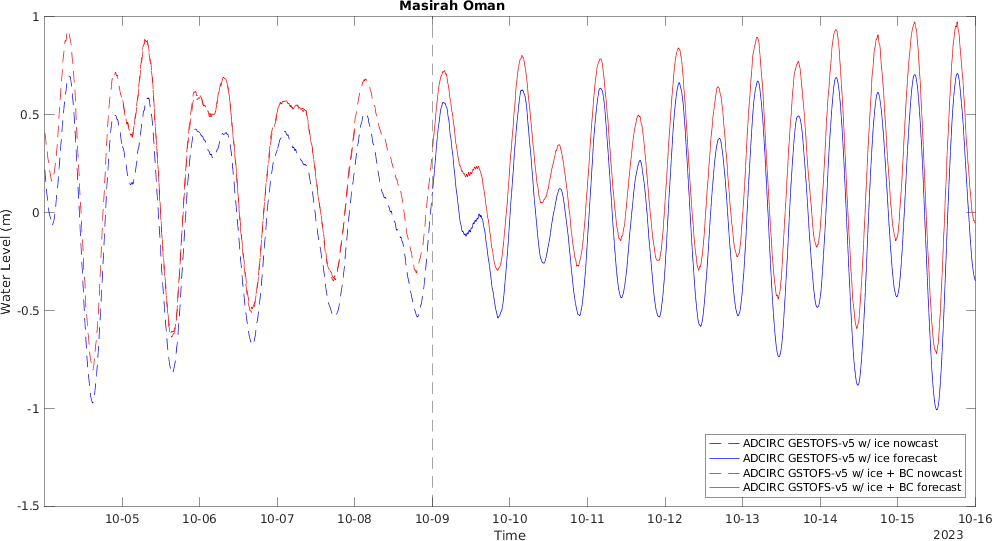 Masirah Oman
1
0.5
0
-0.5
-1
-1.5
Water Level (m)
ADCIRC GESTOFS-v5 w/ ice nowcast
ADCIRC GESTOFS-v5 w/ ice forecast
ADCIRC GSTOFS-v5 w/ ice + BC nowcast
ADCIRC GSTOFS-v5 w/ ice + BC forecast
10-05 10-06 10-07 10-08 10-09 10-10 10-11 10-12 10-13 10-14 10-15 10-16
Time
2023